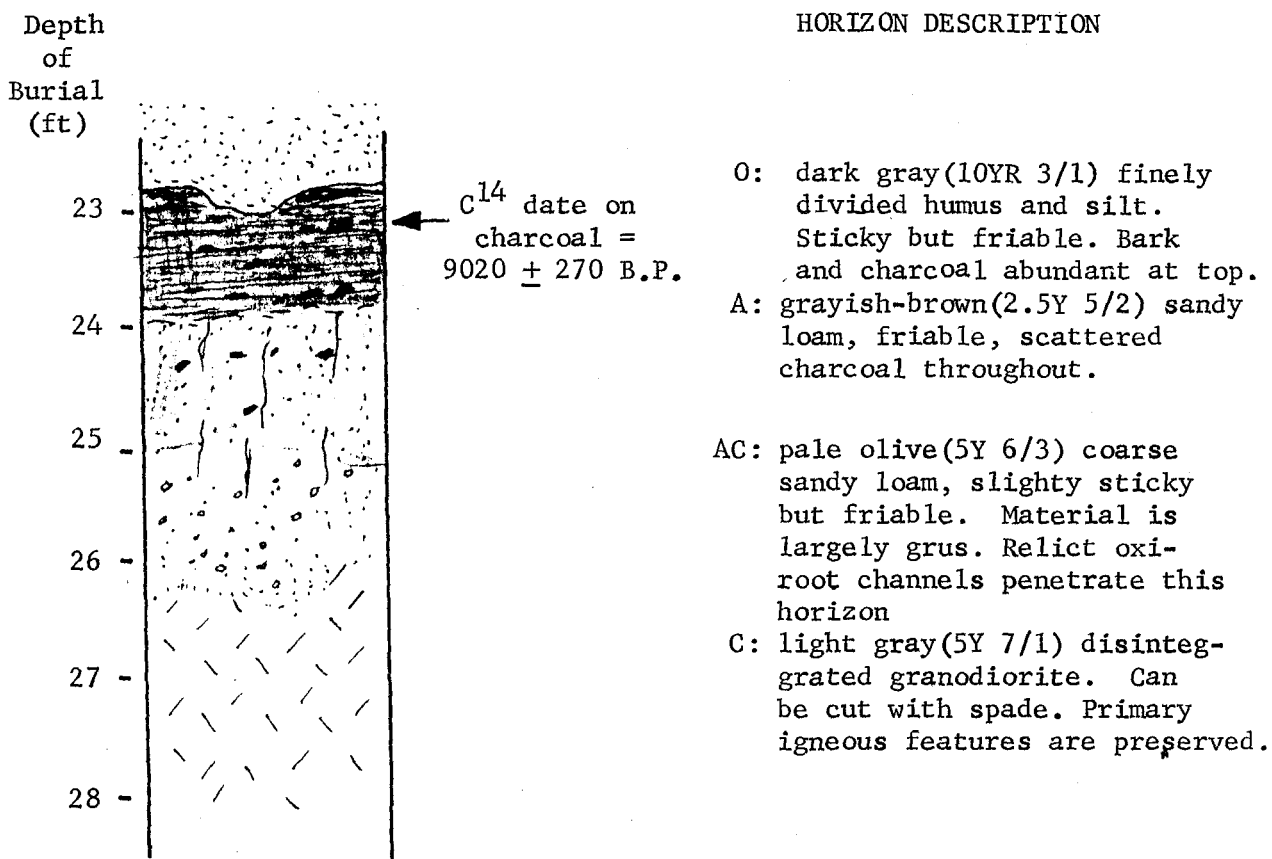 Depth
of
Burial
(ft)
HORIZON DESCRIPTION
23
24
25
26
27
28
C14 date on
charcoal =
9020 ± 270 B.P.
O: dark gray(10YR 3/1) finely
divided humus and silt.
Sticky but friable. Bark
and charcoal abundant at top.
A: grayish-brown(2.5Y 5/2) sandy
loam, friable, scattered
charcoal throughout.
AC: pale olive(5Y 6/3) coarse
sandy loam, slighty sticky
but friable. Material is
largely grus. Relict oxi-
root channels penetrate this
horizon
C: light gray(5Y 7/1) disinteg-
grated granodiorite. Can
be cut with spade. Primary
igneous features are preserved.